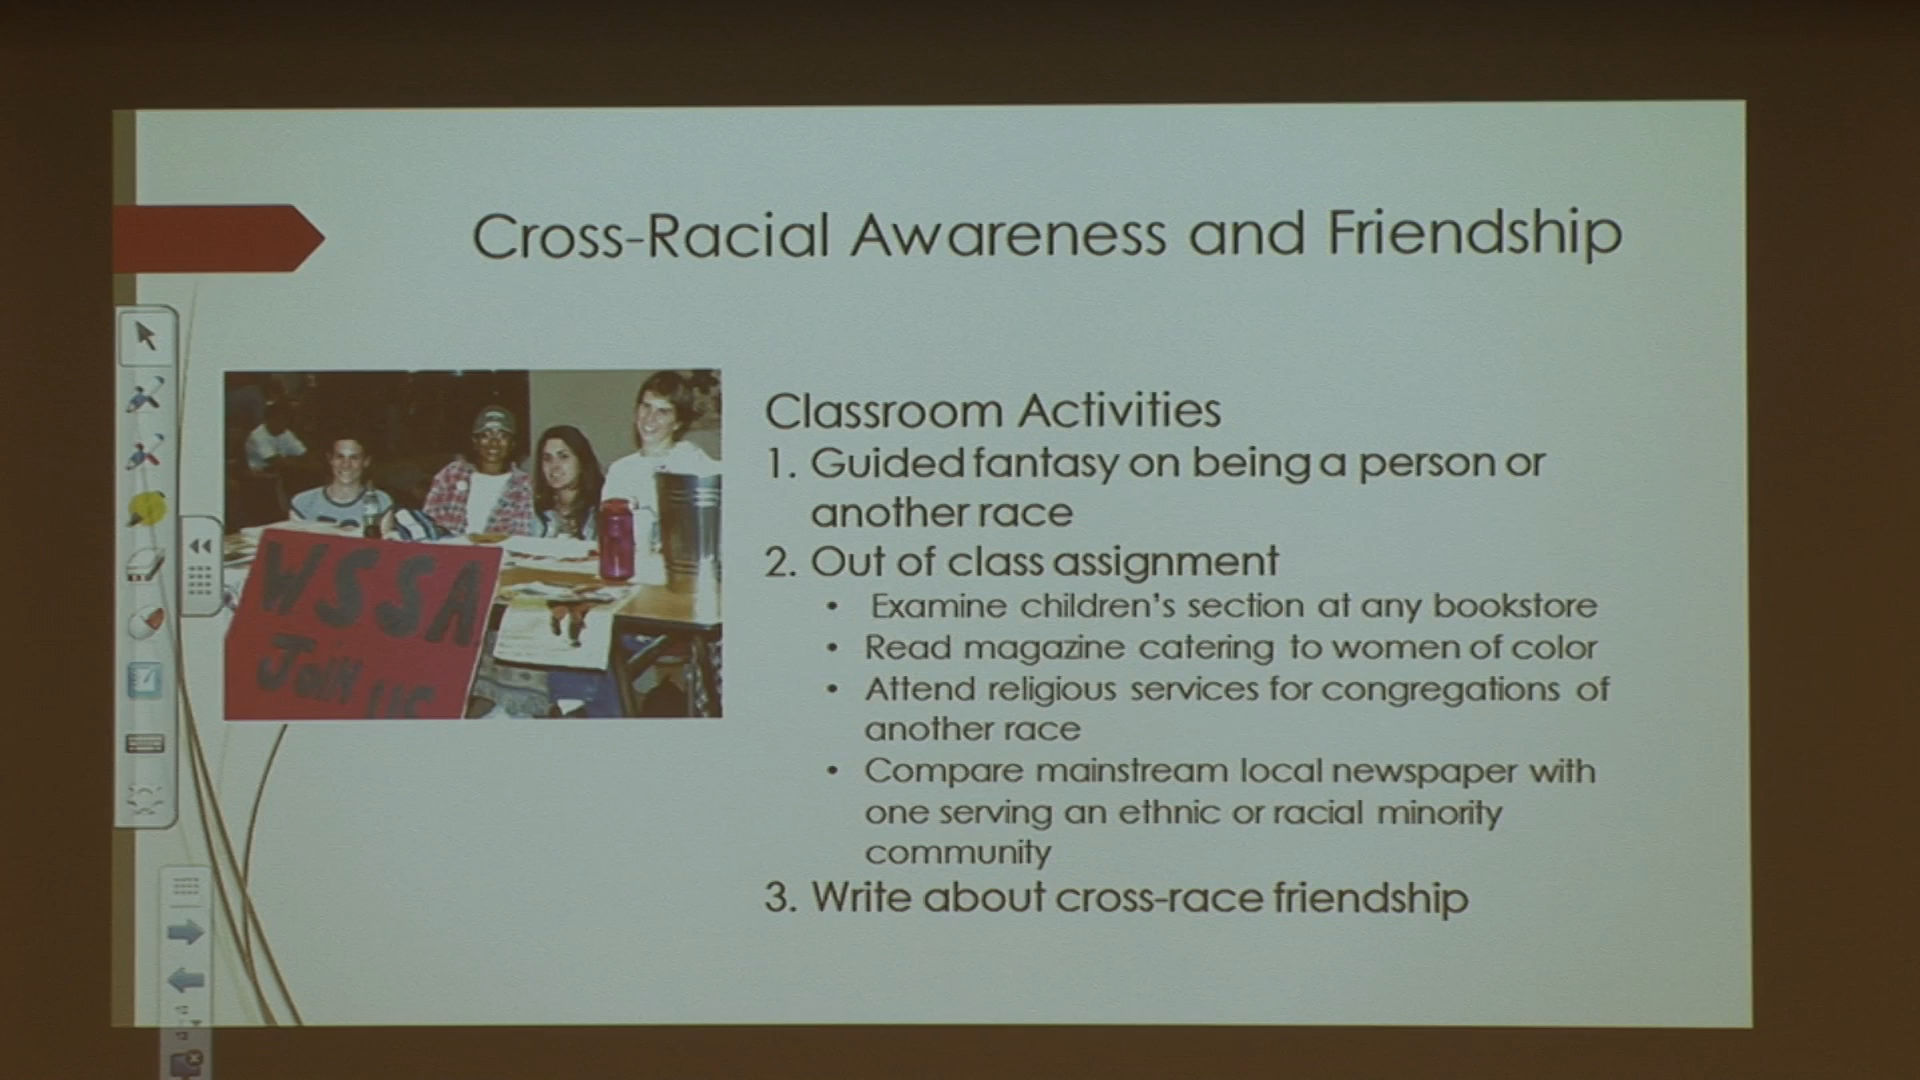 Cross-Racial Awareness and Friendship
WSSA
Join us
Classroom Activities
1. Guided fantasy on being a person or
another race
2. Out of class assignment
• Examine children's section at any bookstore
• Read magazine catering to women of color
• Attend religious services for congregations of
another race
• Compare mainstream local newspaper with
one serving an ethnic or racial minority
community
3. Write about cross-race friendship